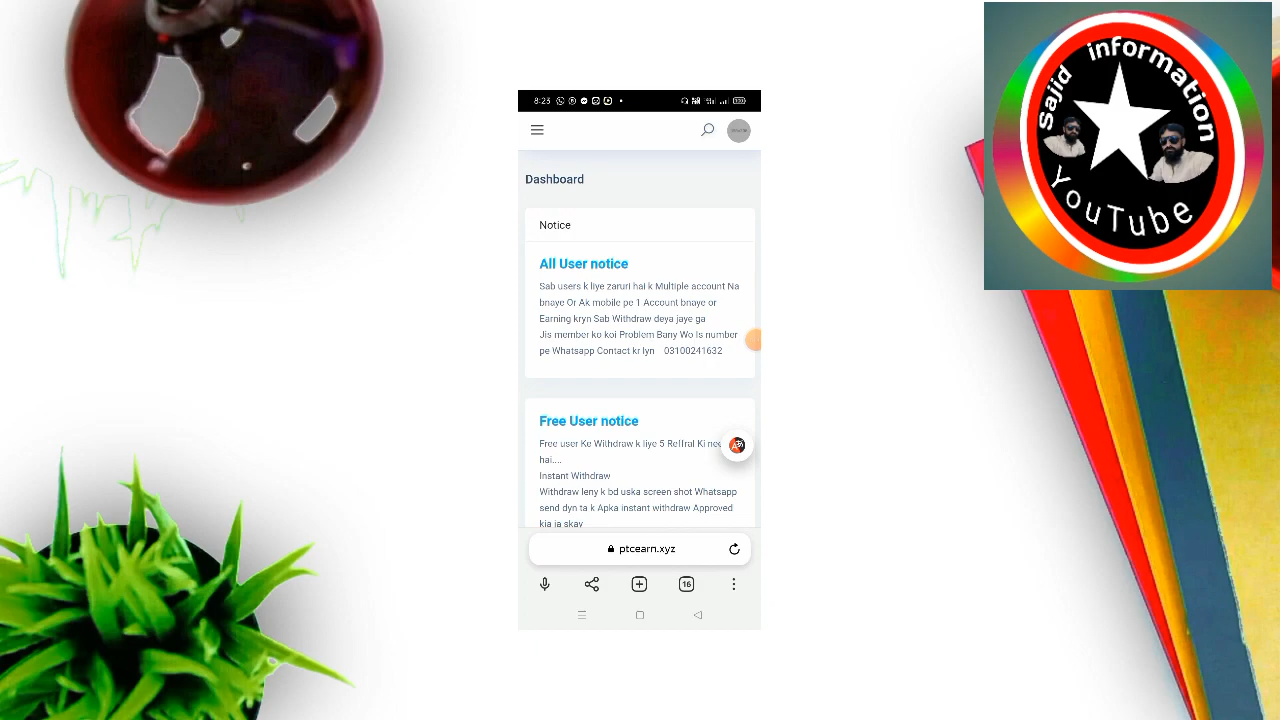 8:23
Dashboard
Notice
All User notice
Sab users k liye zaruri hai k Multiple account Na
bnaye Or Ak mobile pe 1 Account bnaye or
Earning kryn Sab Withdraw deya jaye ga
Jis member ko koi Problem Bany Wo Is number
pe Whatsapp Contact kr lyn 03100241632
Free User notice
Free user Ke Withdraw k liye 5 Reffral Ki
hai....
Instant Withdraw
Withdraw leny k bd uska screen shot Whatsapp
send dyn ta k Apka instant withdraw Approved
kia ja skay
ptcearn.xyz
16
Sajid information
YouTube